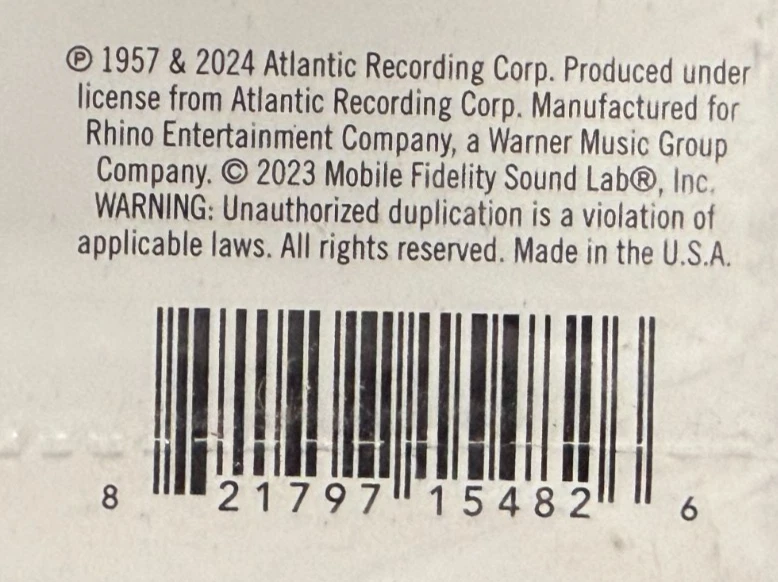 ℗ 1957 & 2024 Atlantic Recording Corp. Produced under
license from Atlantic Recording Corp. Manufactured for
Rhino Entertainment Company, a Warner Music Group
Company. © 2023 Mobile Fidelity Sound Lab®, Inc.
WARNING: Unauthorized duplication is a violation of
applicable laws. All rights reserved. Made in the U.S.A.
8 21797 15482 6